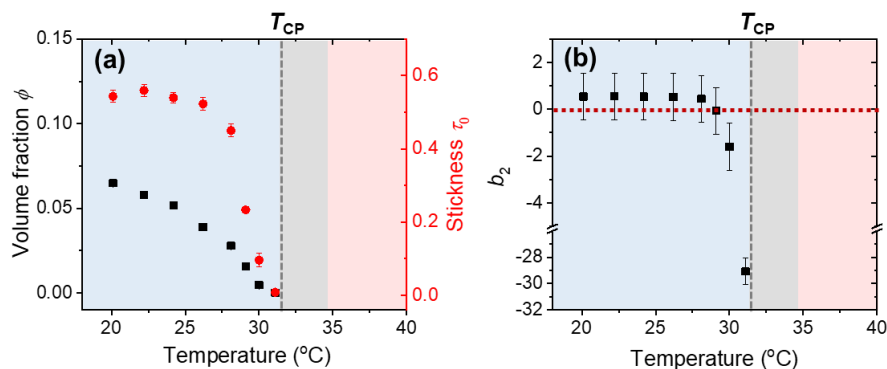 T_CP
(a)
Volume fraction ϕ
0.15
0.10
0.05
0.00
0.6
0.4
0.2
0.0
Stickness τ0
20 25 30 35 40
Temperature (ºC)
T_CP
(b)
b2
2
0
-2
-4
-28
-30
-32
20 25 30 35 40
Temperature (ºC)